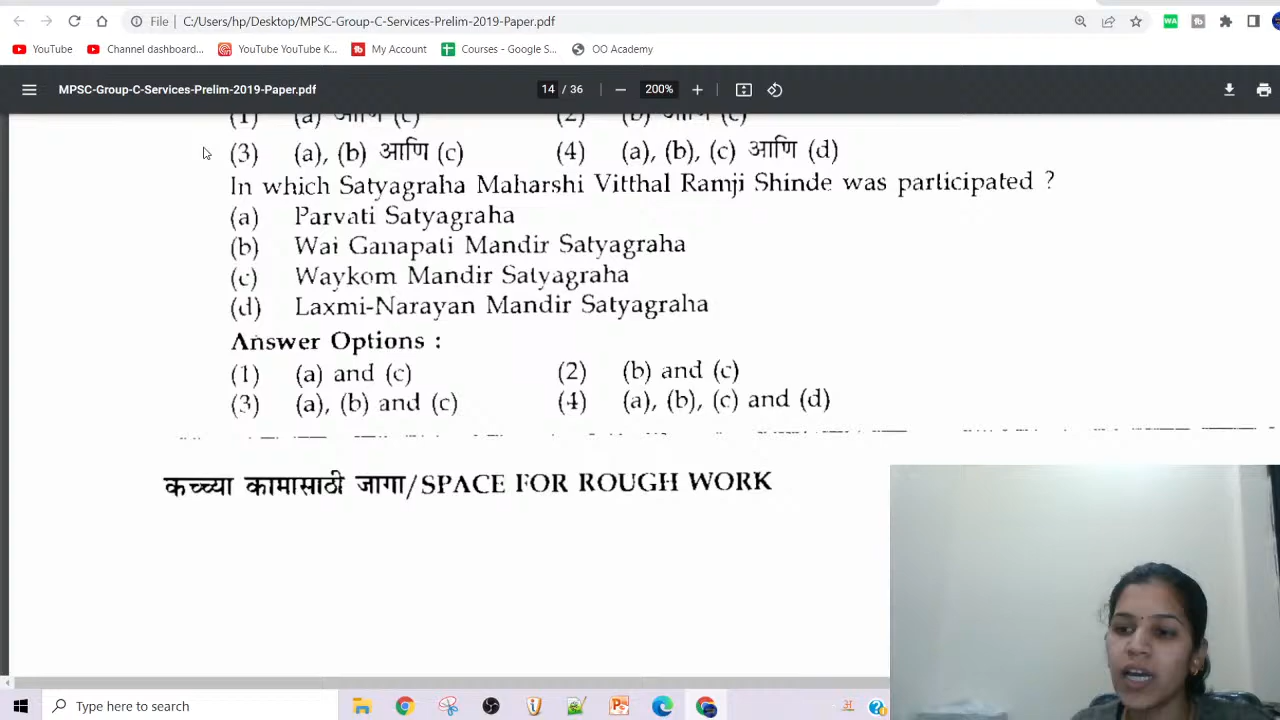 File | C:/Users/hp/Desktop/MPSC-Group-C-Services-Prelim-2019-Paper.pdf
YouTube Channel dashboard... YouTube YouTube K... My Account Courses - Google S... OO Academy
MPSC-Group-C-Services-Prelim-2019-Paper.pdf 14 / 36 200%
(1) (a) आणि (c) (2) (b) आणि (c)
(3) (a), (b) आणि (c) (4) (a), (b), (c) आणि (d)
In which Satyagraha Maharshi Vitthal Ramji Shinde was participated ?
(a) Parvati Satyagraha
(b) Wai Ganapati Mandir Satyagraha
(c) Waykom Mandir Satyagraha
(d) Laxmi-Narayan Mandir Satyagraha
Answer Options :
(1) (a) and (c) (2) (b) and (c)
(3) (a), (b) and (c) (4) (a), (b), (c) and (d)
कच्च्या कामासाठी जागा/SPACE FOR ROUGH WORK
Type here to search